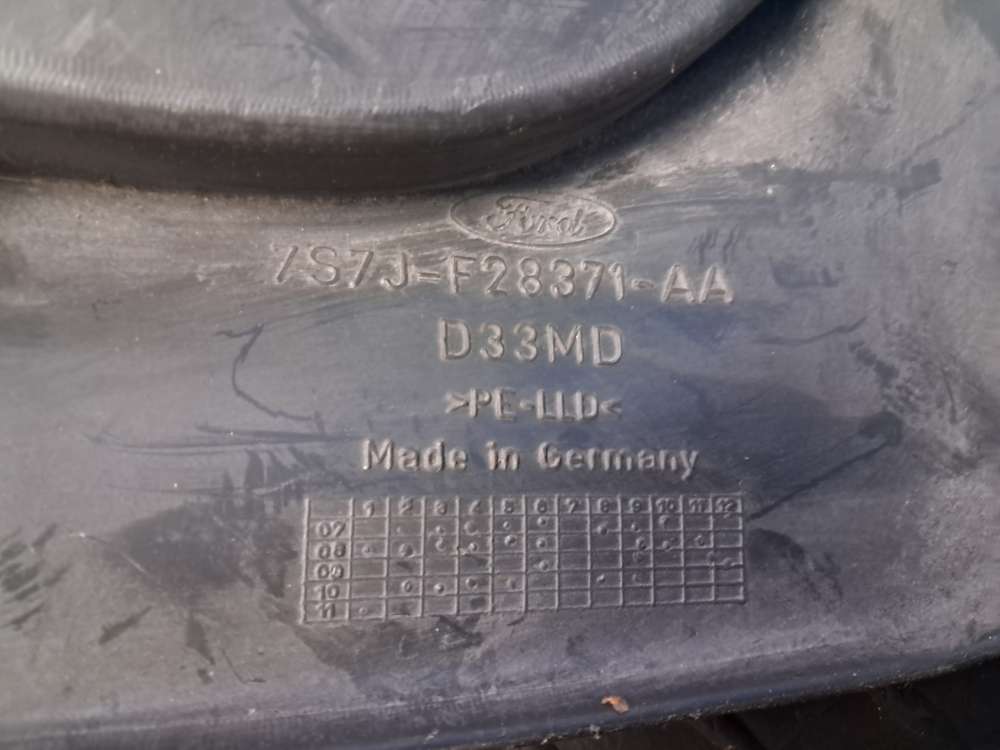 Ford
7S7J-F28371-AA
D33MD
>PE-LLD<
Made in Germany
1 2 3 4 5 6 7 8 9 10 11 12
07
08
09
10
11